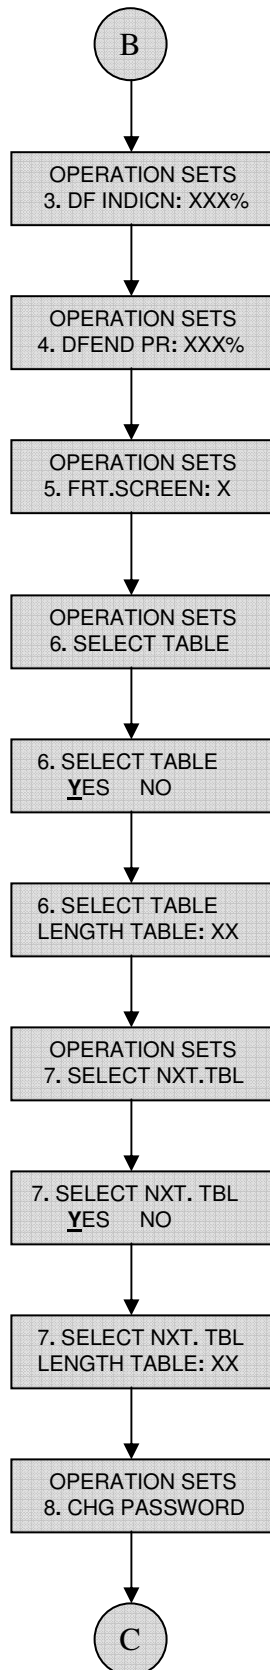 B
OPERATION SETS
3. DF INDICN: XXX%
OPERATION SETS
4. DFEND PR: XXX%
OPERATION SETS
5. FRT.SCREEN: X
OPERATION SETS
6. SELECT TABLE
6. SELECT TABLE
YES NO
6. SELECT TABLE
LENGTH TABLE: XX
OPERATION SETS
7. SELECT NXT.TBL
7. SELECT NXT. TBL
YES NO
7. SELECT NXT. TBL
LENGTH TABLE: XX
OPERATION SETS
8. CHG PASSWORD
C